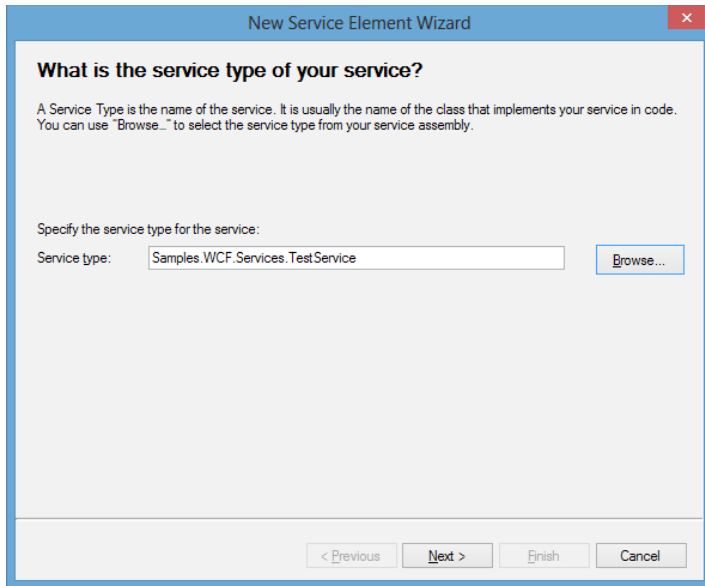 New Service Element Wizard
×
What is the service type of your service?
A Service Type is the name of the service. It is usually the name of the class that implements your service in code.
You can use "Browse..." to select the service type from your service assembly.
Specify the service type for the service:
Service type: Samples.WCF.Services.TestService Browse...
< Previous Next > Finish Cancel